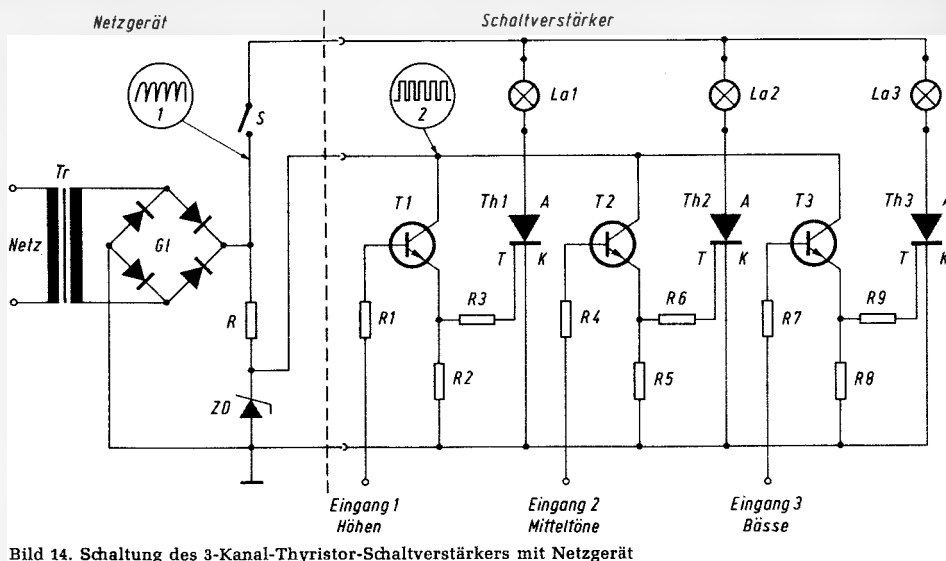 Netzgerät
Schaltverstärker
1
S
2
La1
La2
La3
Tr
Netz
Gl
T1
Th1
A
T
K
T2
Th2
A
T
K
T3
Th3
A
T
K
R
R1
R3
R4
R6
R7
R9
ZD
R2
R5
R8
Eingang 1
Höhen
Eingang 2
Mitteltöne
Eingang 3
Bässe
Bild 14. Schaltung des 3-Kanal-Thyristor-Schaltverstärkers mit Netzgerät